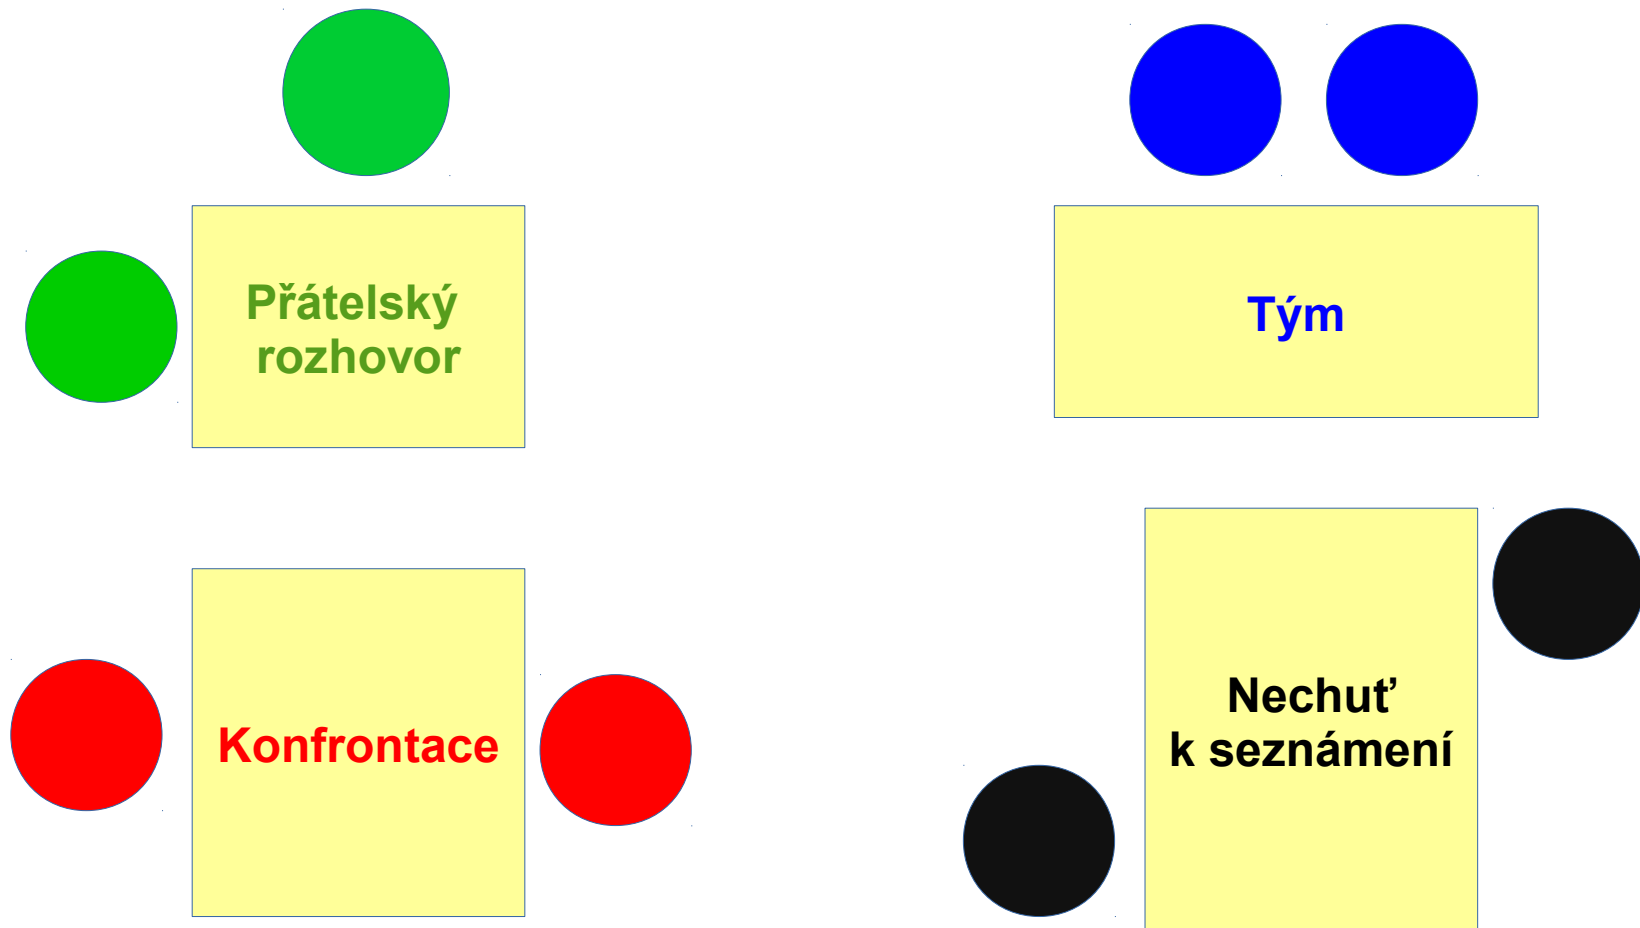 Přátelský
rozhovor
Tým
Konfrontace
Nechuť
k seznámení